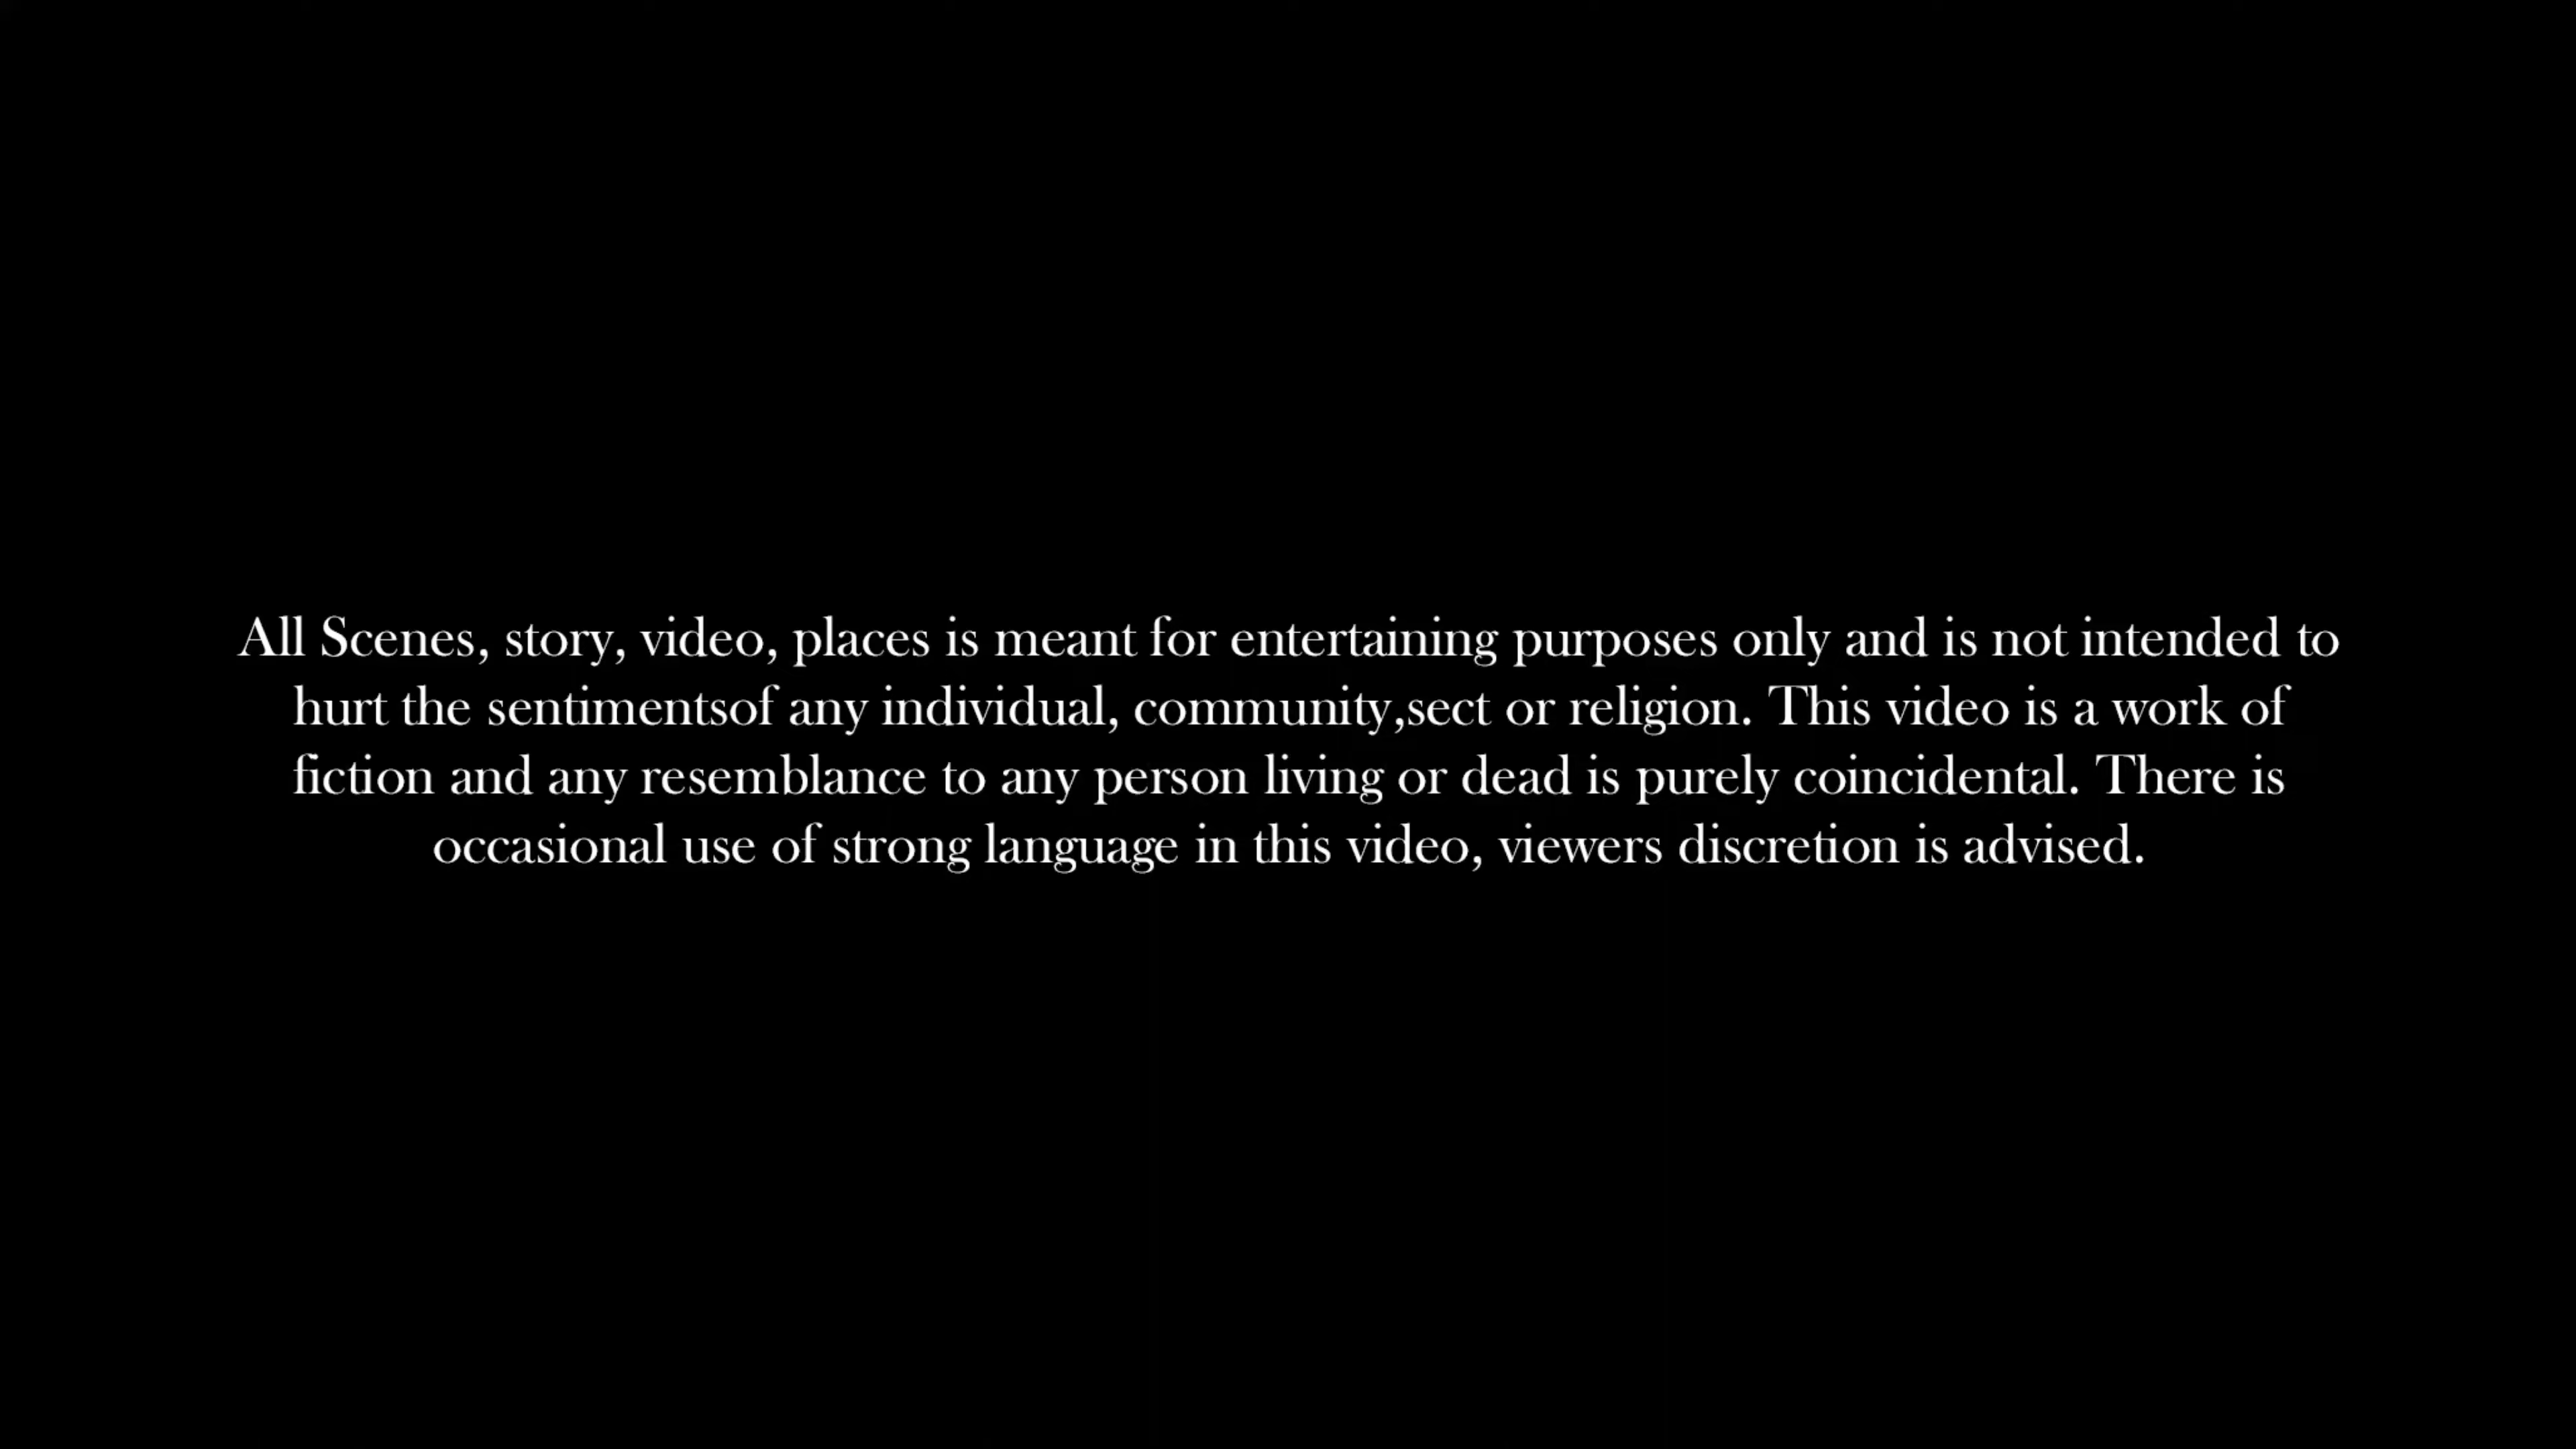 All Scenes, story, video, places is meant for entertaining purposes only and is not intended to
hurt the sentimentsof any individual, community,sect or religion. This video is a work of
fiction and any resemblance to any person living or dead is purely coincidental. There is
occasional use of strong language in this video, viewers discretion is advised.